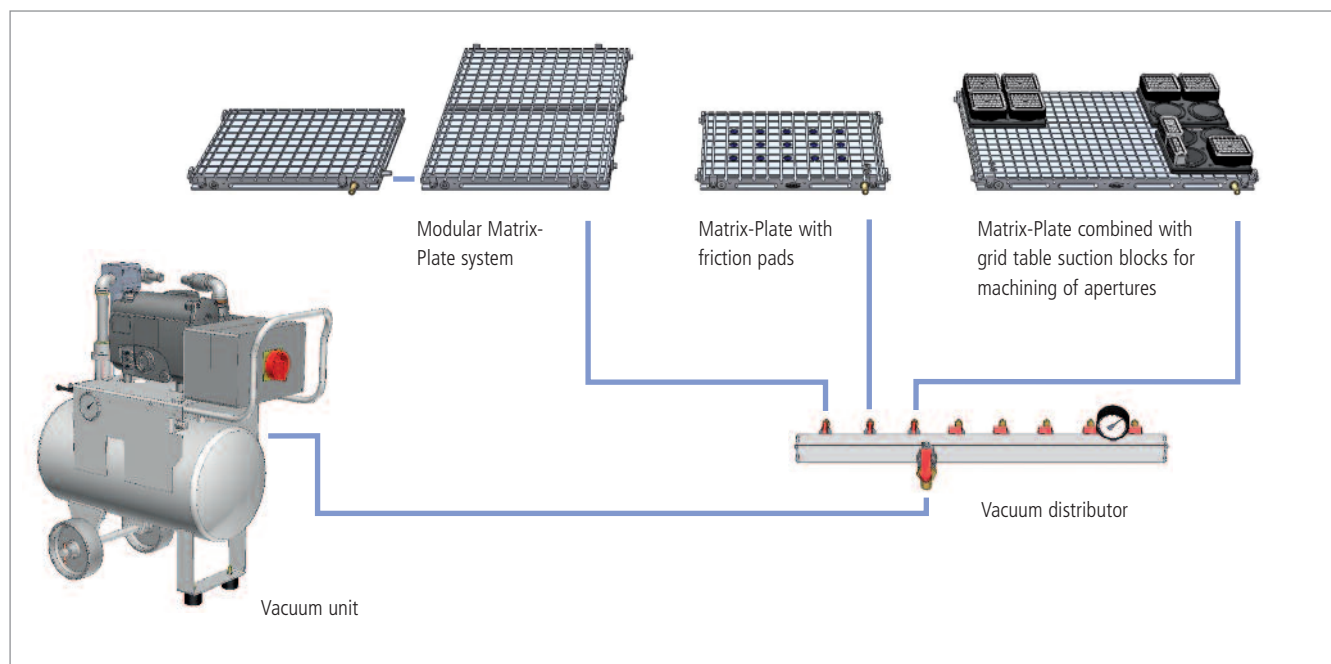 Modular Matrix-
Plate system
Matrix-Plate with
friction pads
Matrix-Plate combined with
grid table suction blocks for
machining of apertures
Vacuum distributor
Vacuum unit